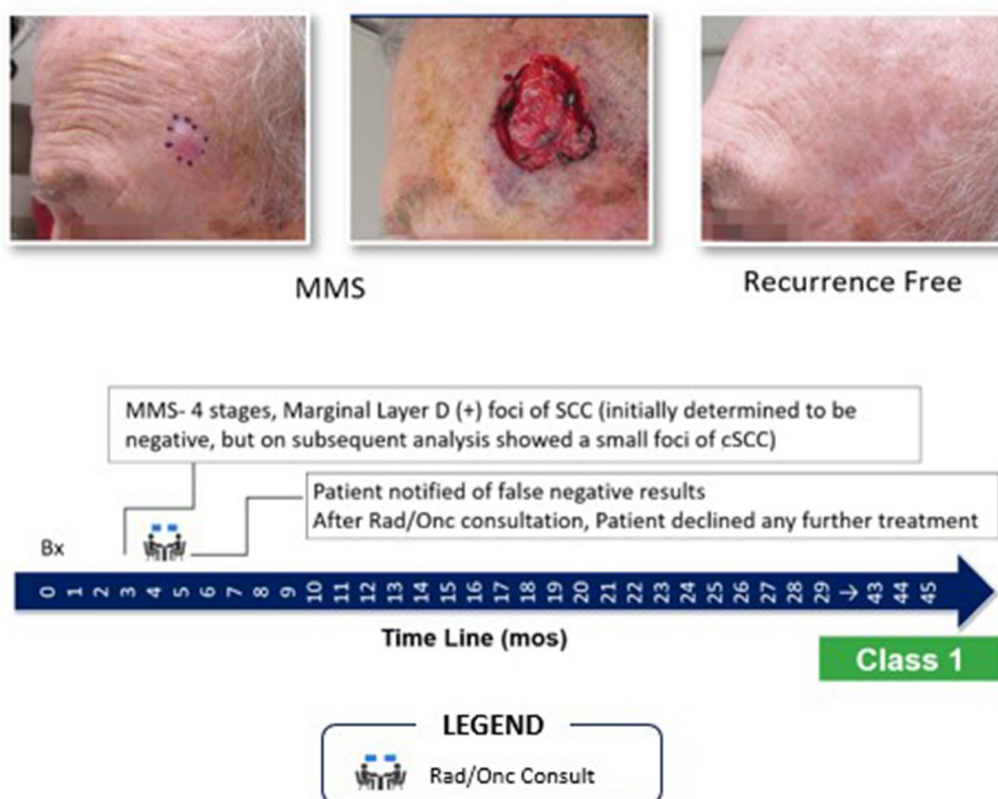 MMS
Recurrence Free
MMS- 4 stages, Marginal Layer D (+) foci of SCC (initially determined to be
negative, but on subsequent analysis showed a small foci of cSCC)
Patient notified of false negative results
After Rad/Onc consultation, Patient declined any further treatment
Bx
0 1 2 3 4 5 6 7 8 9 10 11 12 13 14 15 16 17 18 19 20 21 22 23 24 25 26 27 28 29 → 43 44 45
Time Line (mos)
Class 1
LEGEND
Rad/Onc Consult